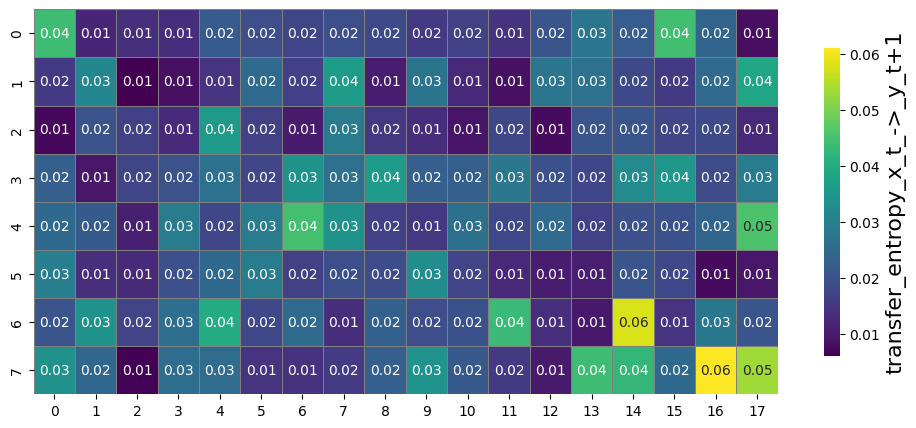 0 0.04 0.01 0.01 0.01 0.02 0.02 0.02 0.02 0.02 0.02 0.02 0.01 0.02 0.03 0.02 0.04 0.02 0.01
1 0.02 0.03 0.01 0.01 0.01 0.02 0.02 0.04 0.01 0.03 0.01 0.01 0.03 0.03 0.02 0.02 0.02 0.04
2 0.01 0.02 0.02 0.01 0.04 0.02 0.01 0.03 0.02 0.01 0.01 0.02 0.01 0.02 0.02 0.02 0.02 0.01
3 0.02 0.01 0.02 0.02 0.03 0.02 0.03 0.03 0.04 0.02 0.02 0.03 0.02 0.02 0.03 0.04 0.02 0.03
4 0.02 0.02 0.01 0.03 0.02 0.03 0.04 0.03 0.02 0.01 0.03 0.02 0.02 0.02 0.02 0.02 0.02 0.05
5 0.03 0.01 0.01 0.02 0.03 0.03 0.02 0.02 0.02 0.03 0.02 0.01 0.01 0.01 0.02 0.02 0.01 0.01
6 0.02 0.03 0.02 0.03 0.04 0.02 0.02 0.01 0.02 0.02 0.02 0.04 0.01 0.01 0.06 0.01 0.03 0.02
7 0.03 0.02 0.01 0.03 0.03 0.01 0.01 0.02 0.02 0.03 0.02 0.02 0.01 0.04 0.04 0.02 0.06 0.05
0 1 2 3 4 5 6 7 8 9 10 11 12 13 14 15 16 17
0.06
0.05
0.04
0.03
0.02
0.01
transfer_entropy_x_t_->_y_t+1